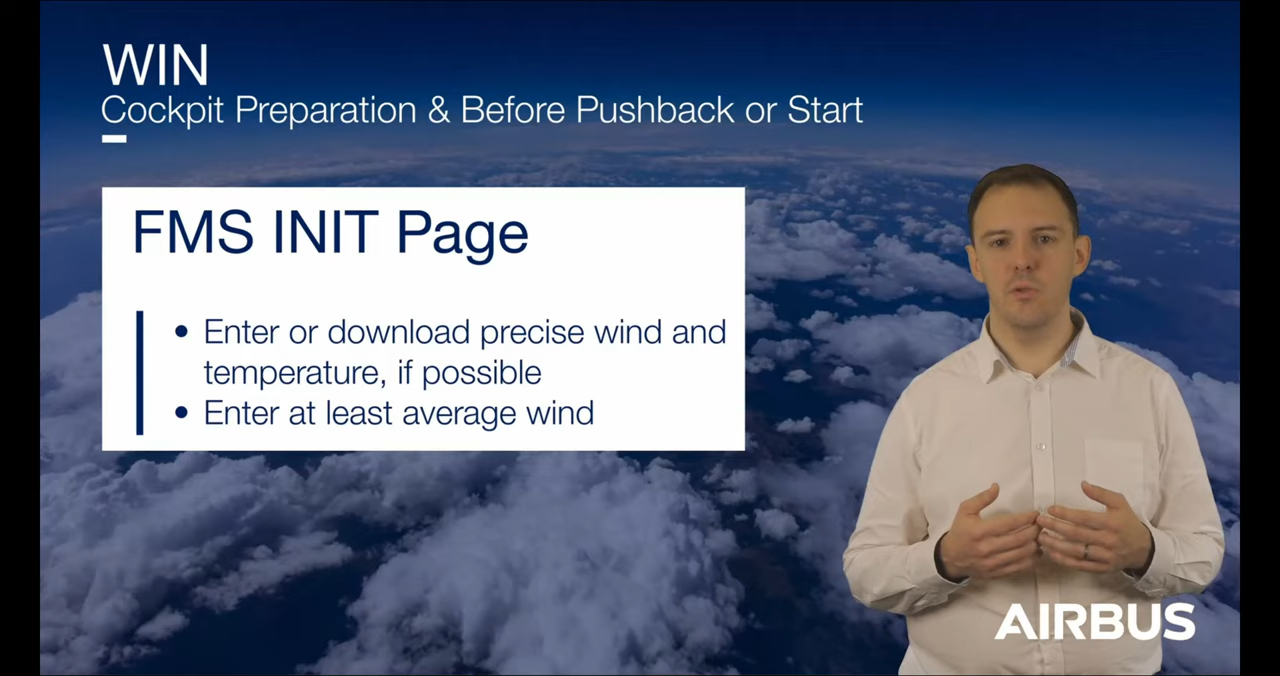 WIN
Cockpit Preparation & Before Pushback or Start
FMS INIT Page
• Enter or download precise wind and
temperature, if possible
• Enter at least average wind
AIRBUS